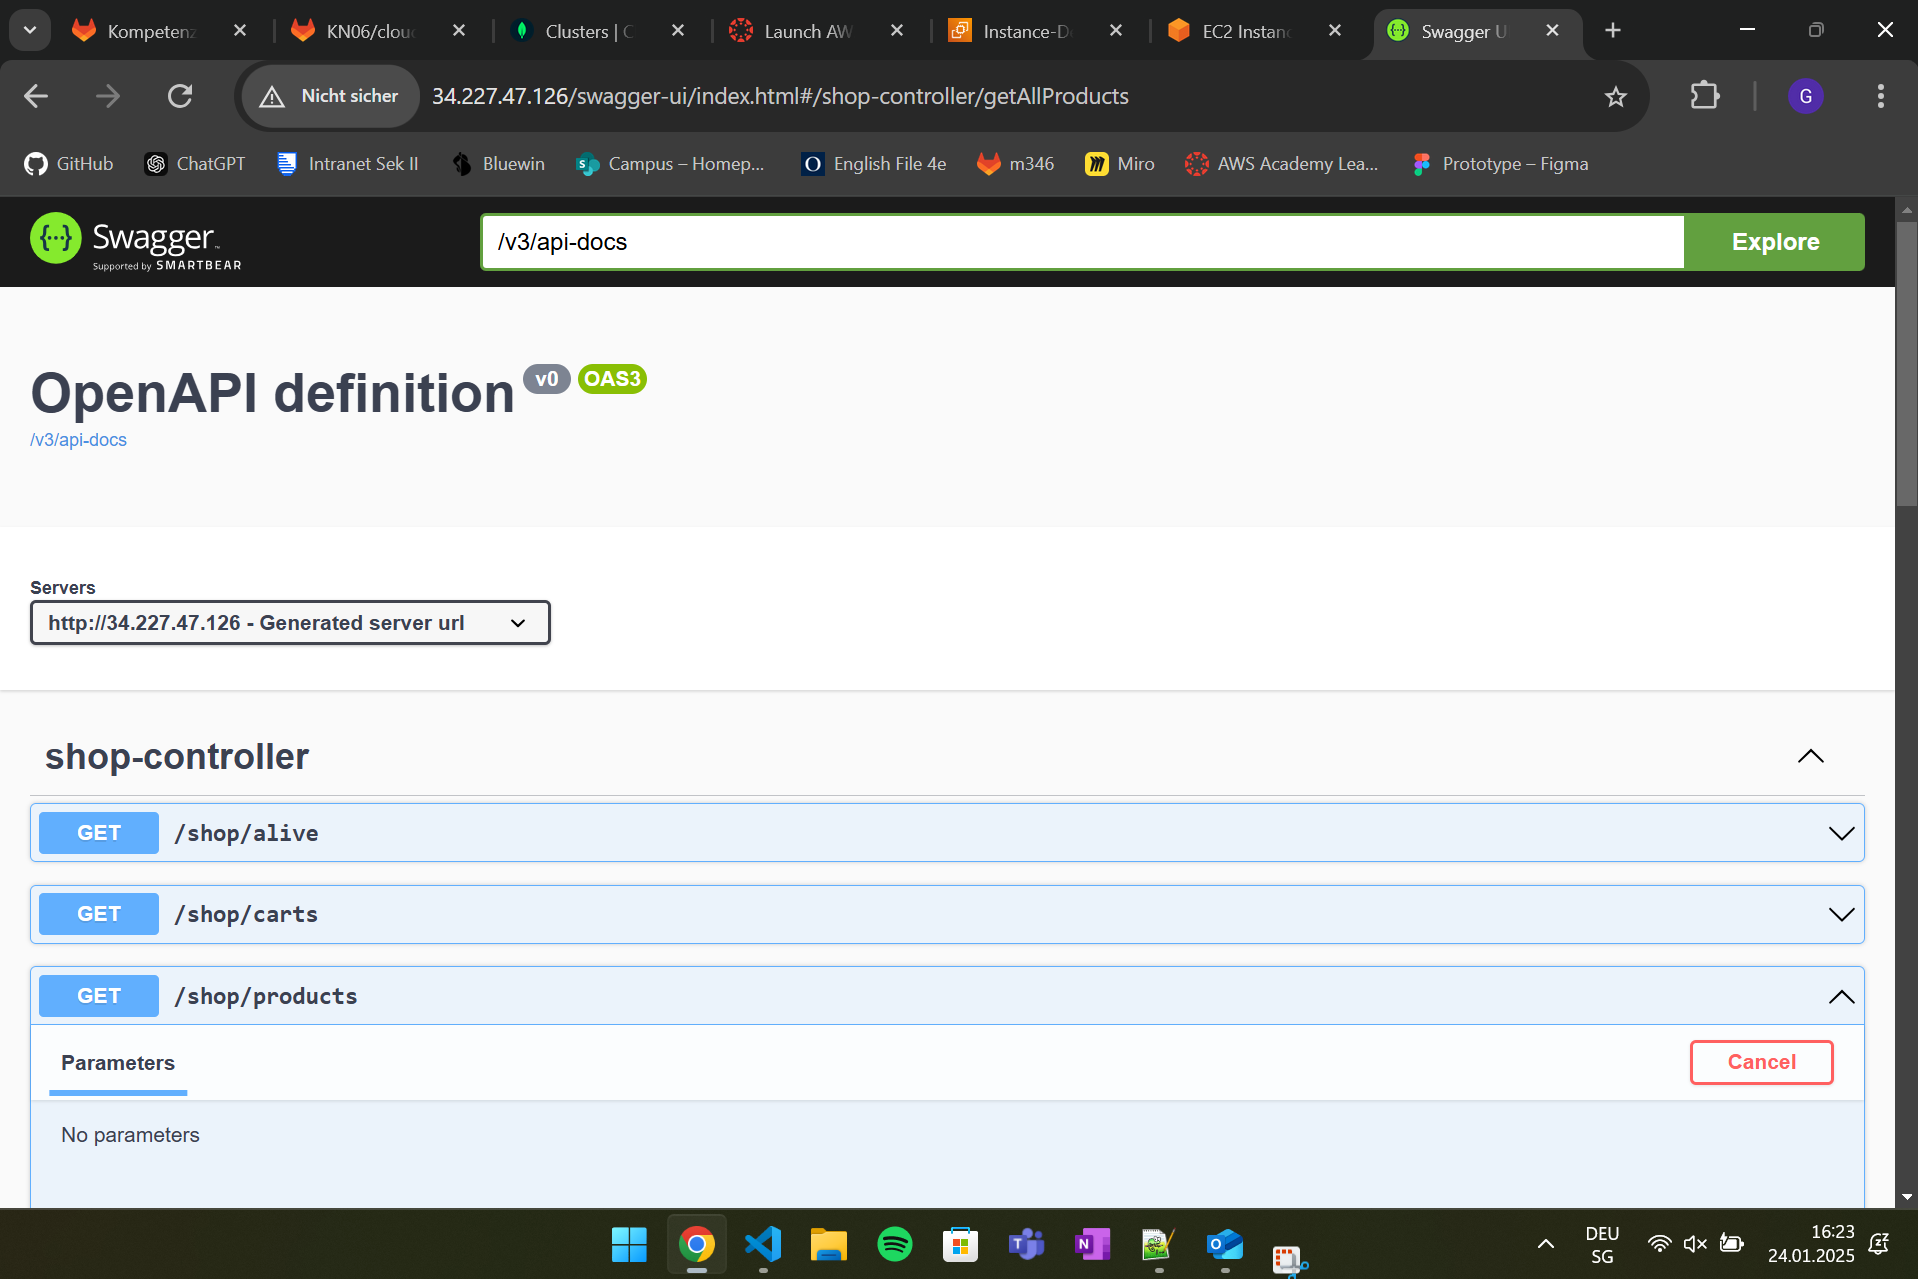 Kompetenz
KN06/clou
Clusters | C
Launch AW
Instance-D
EC2 Instan
Swagger U
Nicht sicher
34.227.47.126/swagger-ui/index.html#/shop-controller/getAllProducts
G
GitHub
ChatGPT
Intranet Sek II
Bluewin
Campus – Homep...
English File 4e
m346
Miro
AWS Academy Lea...
Prototype – Figma
Swagger
Supported by SMARTBEAR
/v3/api-docs
Explore
OpenAPI definition v0 OAS3
/v3/api-docs
Servers
http://34.227.47.126 - Generated server url
shop-controller
GET /shop/alive
GET /shop/carts
GET /shop/products
Parameters
Cancel
No parameters
DEU
SG
16:23
24.01.2025